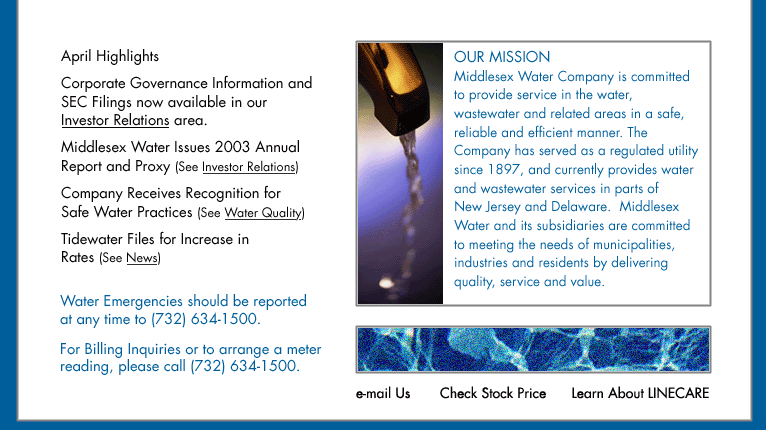 April Highlights
Corporate Governance Information and
SEC Filings now available in our
Investor Relations area.
Middlesex Water Issues 2003 Annual
Report and Proxy (See Investor Relations)
Company Receives Recognition for
Safe Water Practices (See Water Quality)
Tidewater Files for Increase in
Rates (See News)
Water Emergencies should be reported
at any time to (732) 634-1500.
For Billing Inquiries or to arrange a meter
reading, please call (732) 634-1500.
OUR MISSION
Middlesex Water Company is committed
to provide service in the water,
wastewater and related areas in a safe,
reliable and efficient manner. The
Company has served as a regulated utility
since 1897, and currently provides water
and wastewater services in parts of
New Jersey and Delaware.  Middlesex
Water and its subsidiaries are committed
to meeting the needs of municipalities,
industries and residents by delivering
quality, service and value.
e-mail Us Check Stock Price Learn About LINECARE